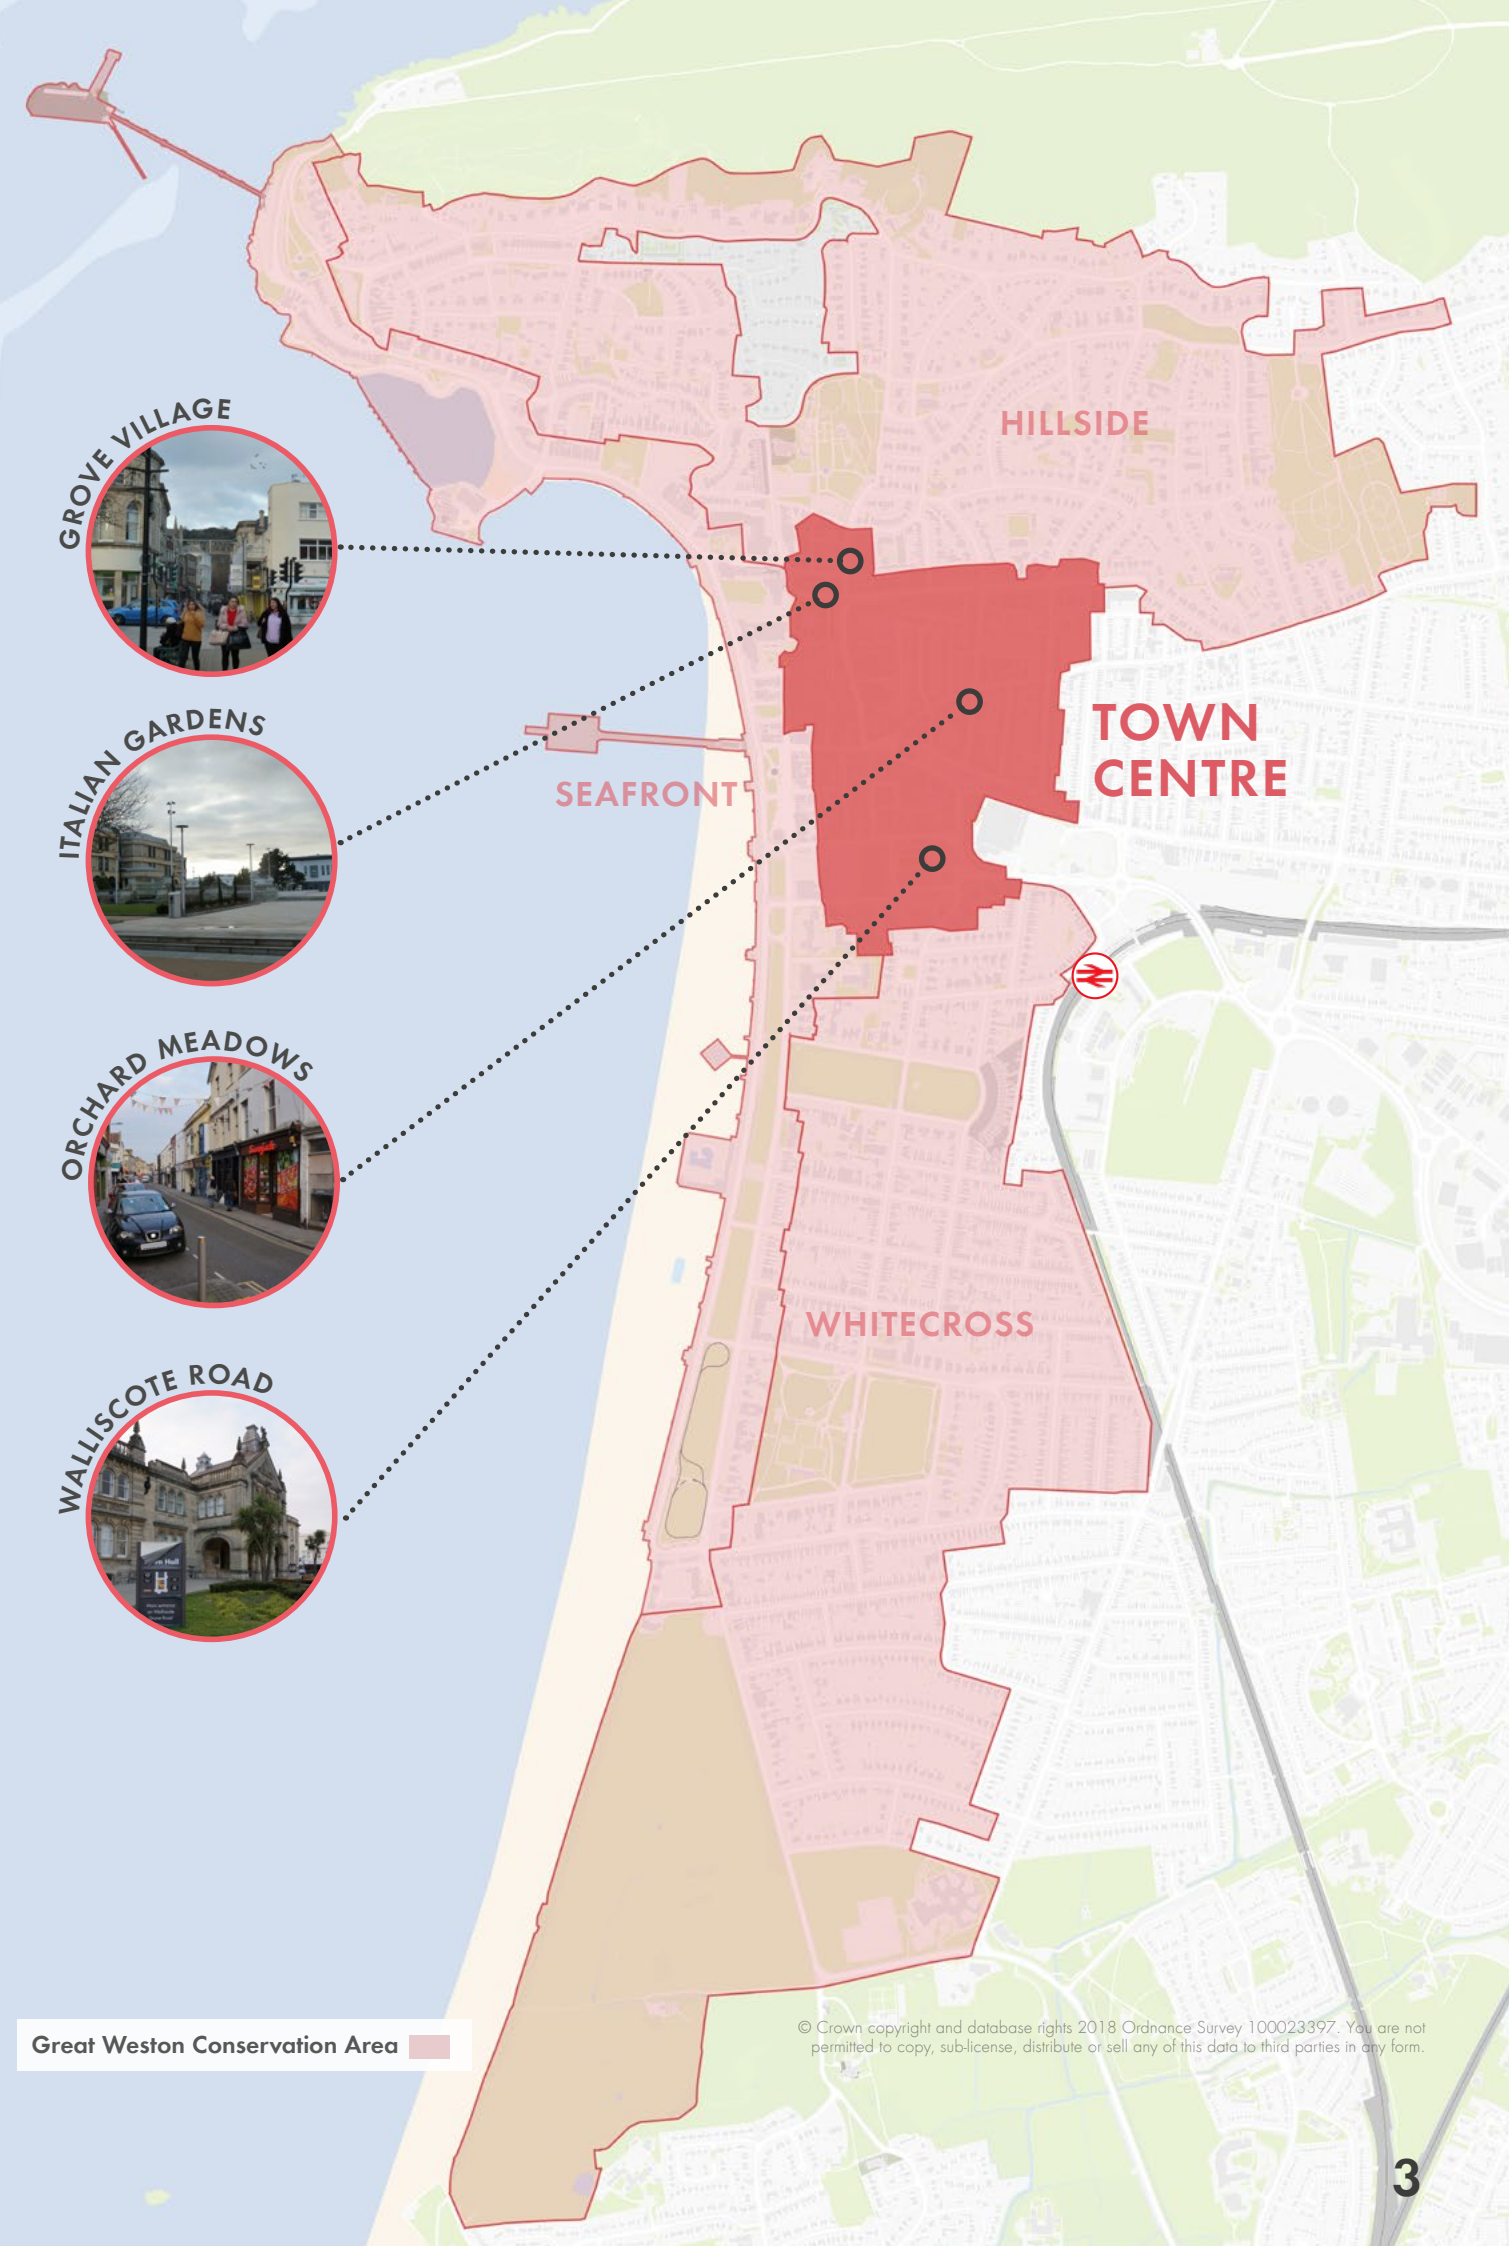 HILLSIDE
GROVE VILLAGE
TOWN
CENTRE
ITALIAN GARDENS
SEAFRONT
ORCHARD MEADOWS
WHITECROSS
WALLISCOTE ROAD
Hall
Great Weston Conservation Area
© Crown copyright and database rights 2018 Ordnance Survey 100023397. You are not
permitted to copy, sub-license, distribute or sell any of this data to third parties in any form.
3